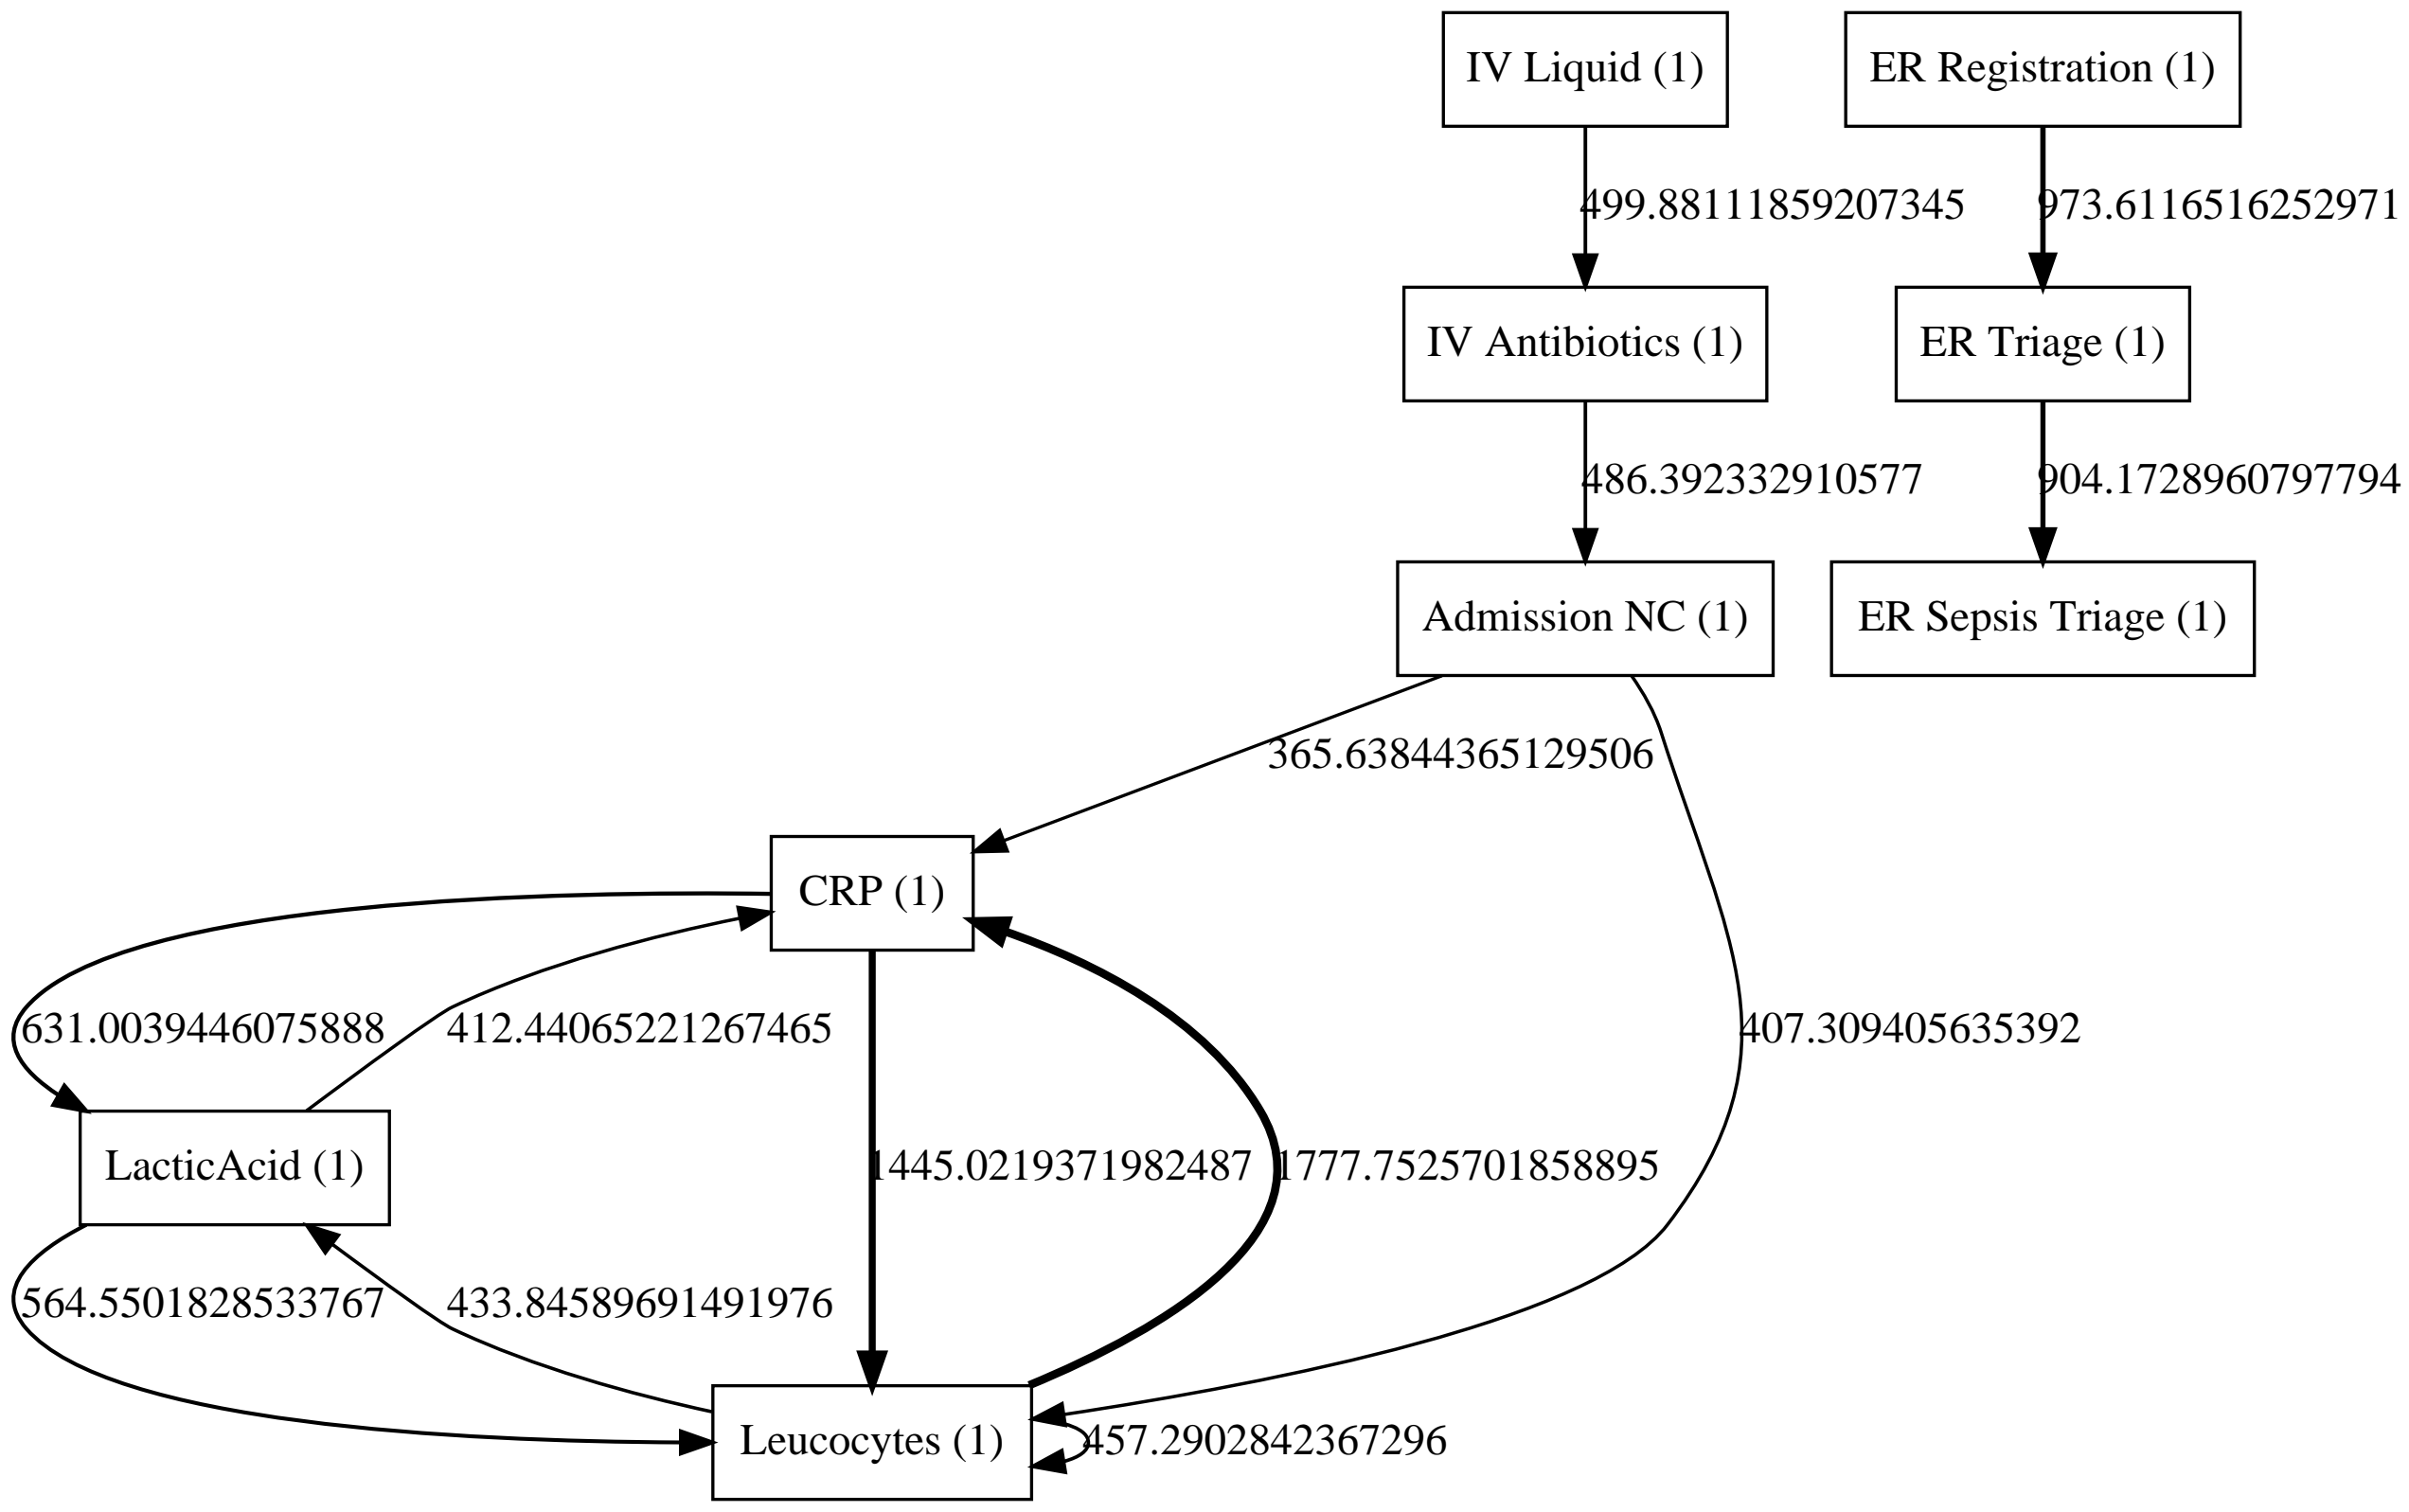 IV Liquid (1)
ER Registration (1)
499.88111859207345
973.6116516252971
IV Antibiotics (1)
ER Triage (1)
486.392332910577
904.1728960797794
Admission NC (1)
ER Sepsis Triage (1)
365.63844365129506
CRP (1)
631.0039446075888
412.44065221267465
407.309405635392
LacticAcid (1)
1445.0219371982487
1777.7525701858895
564.5501828533767
433.84589691491976
Leucocytes (1)
457.2902842367296